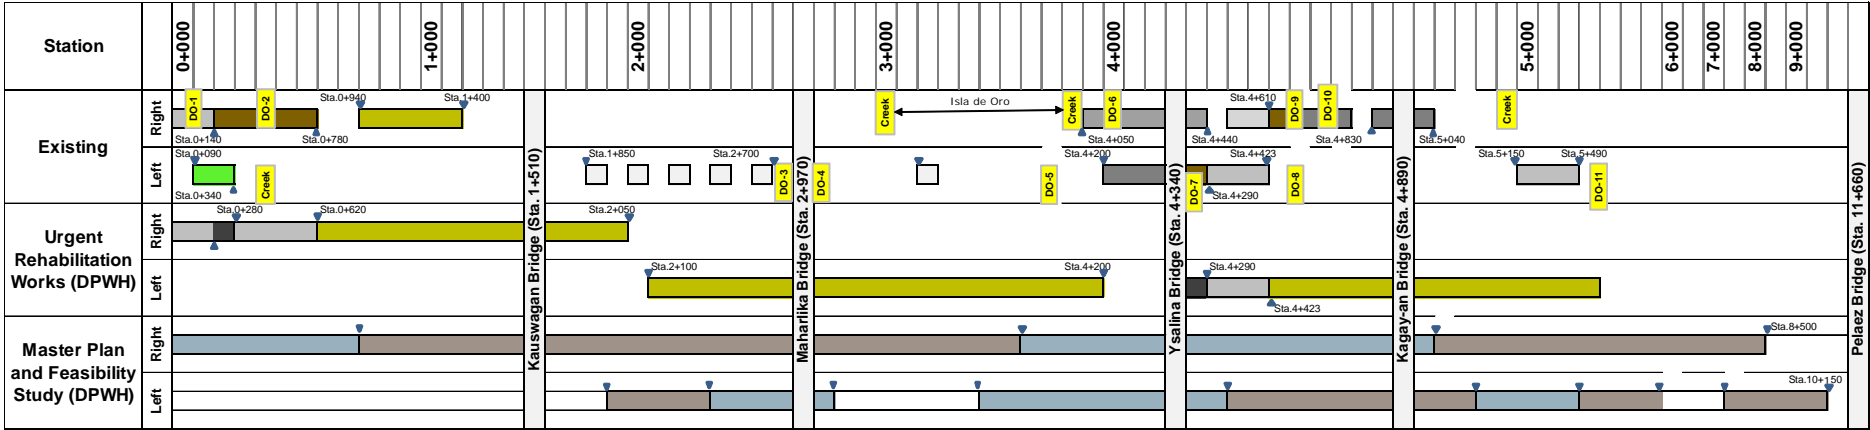 Station
0+000
1+000
2+000
3+000
4+000
5+000
6+000
7+000
8+000
9+000
Existing
Right
DO-1
DO-2
Sta.0+940
Sta.1+400
Creek
Isla de Oro
Creek
DO-6
Sta.4+610
DO-9
DO-10
Creek
Sta.0+140
Sta.0+780
Sta.4+050
Sta.4+440
Sta.4+830
Sta.5+040
Left
Sta.0+090
Sta.0+340
Creek
Sta.1+850
Sta.2+700
DO-3
DO-4
DO-5
Sta.4+200
DO-7
Sta.4+423
Sta.4+290
DO-8
Sta.5+150
Sta.5+490
DO-11
Urgent
Rehabilitation
Works (DPWH)
Right
Sta.0+280
Sta.0+620
Sta.2+050
Left
Sta.2+100
Sta.4+200
Sta.4+290
Sta.4+423
Master Plan
and Feasibility
Study (DPWH)
Right
Sta.8+500
Left
Sta.10+150
Kauswagan Bridge (Sta. 1+510)
Maharlika Bridge (Sta. 2+970)
Ysalina Bridge (Sta. 4+340)
Kagay-an Bridge (Sta. 4+890)
Pelaez Bridge (Sta. 11+660)